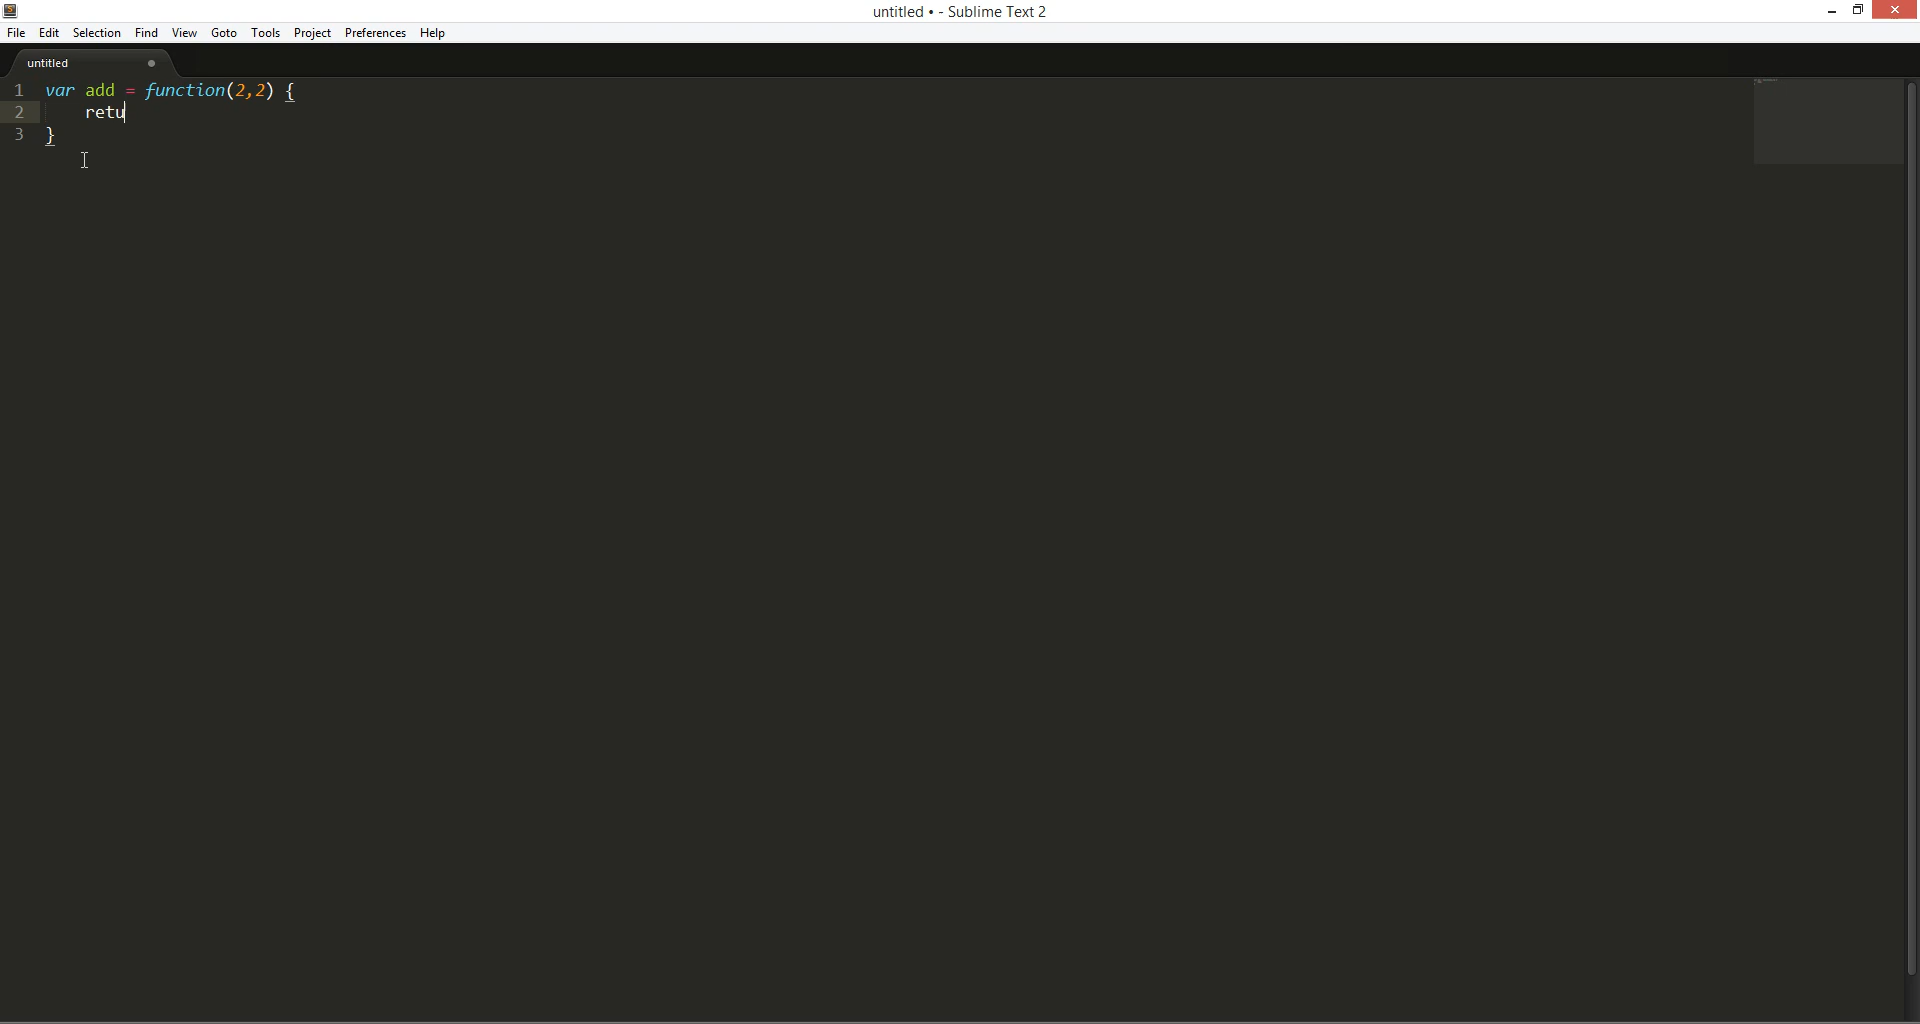 untitled • - Sublime Text 2
File Edit Selection Find View Goto Tools Project Preferences Help
untitled
1 var add = function(2,2) {
2 retu
3 }